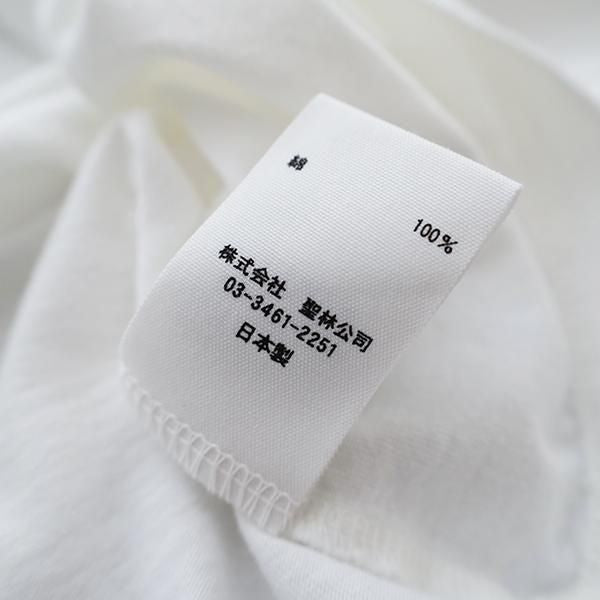 綿 100%
株式会社 聖林公司
03-3461-2251
日本製